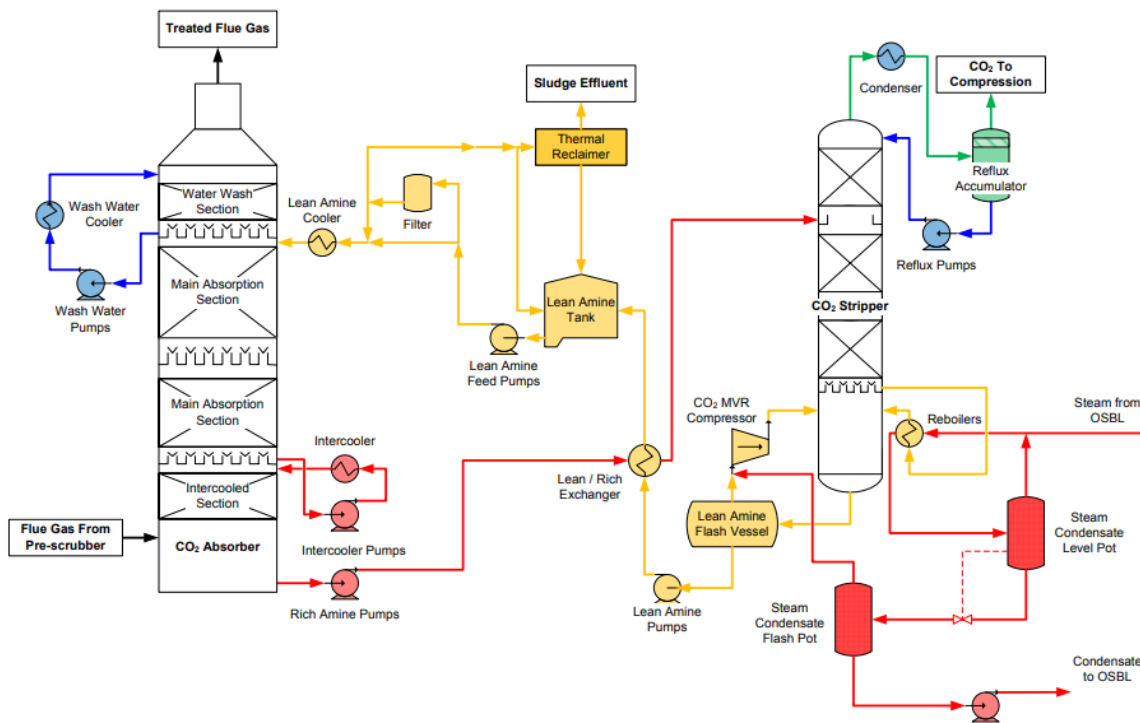 Treated Flue Gas
Water Wash
Section
Wash Water
Cooler
Wash Water
Pumps
Main Absorption
Section
Main Absorption
Section
Intercooled
Section
Flue Gas From
Pre-scrubber
CO₂ Absorber
Intercooler
Intercooler Pumps
Rich Amine Pumps
Lean Amine
Cooler
Filter
Sludge Effluent
Thermal
Reclaimer
Lean Amine
Tank
Lean Amine
Feed Pumps
Lean / Rich
Exchanger
Lean Amine
Pumps
CO₂ MVR
Compressor
Lean Amine
Flash Vessel
Condenser
CO₂ To
Compression
Reflux
Accumulator
Reflux Pumps
CO₂ Stripper
Reboilers
Steam from
OSBL
Steam
Condensate
Level Pot
Steam
Condensate
Flash Pot
Condensate
to OSBL